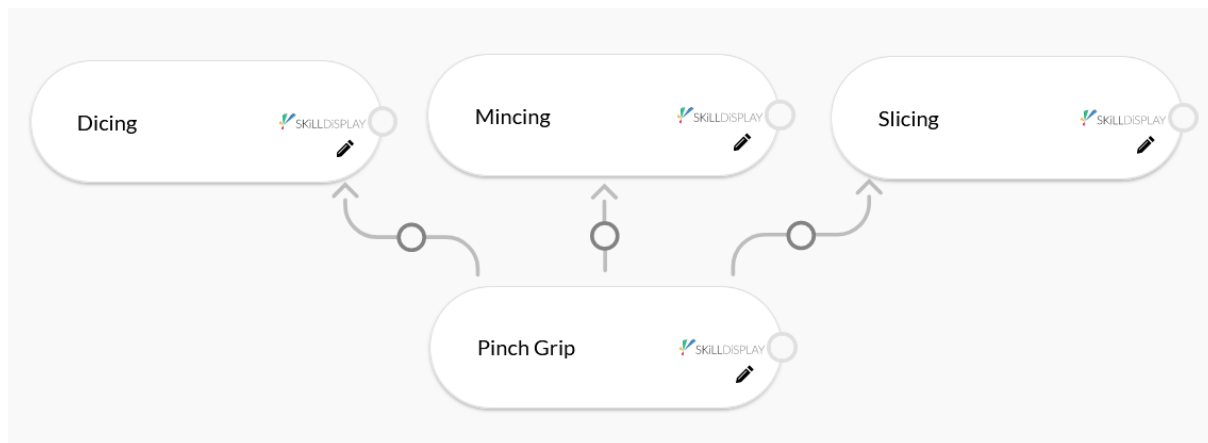 Dicing
SKiLLDiSPLAY
Mincing
SKiLLDiSPLAY
Slicing
SKiLLDiSPLAY
Pinch Grip
SKiLLDiSPLAY